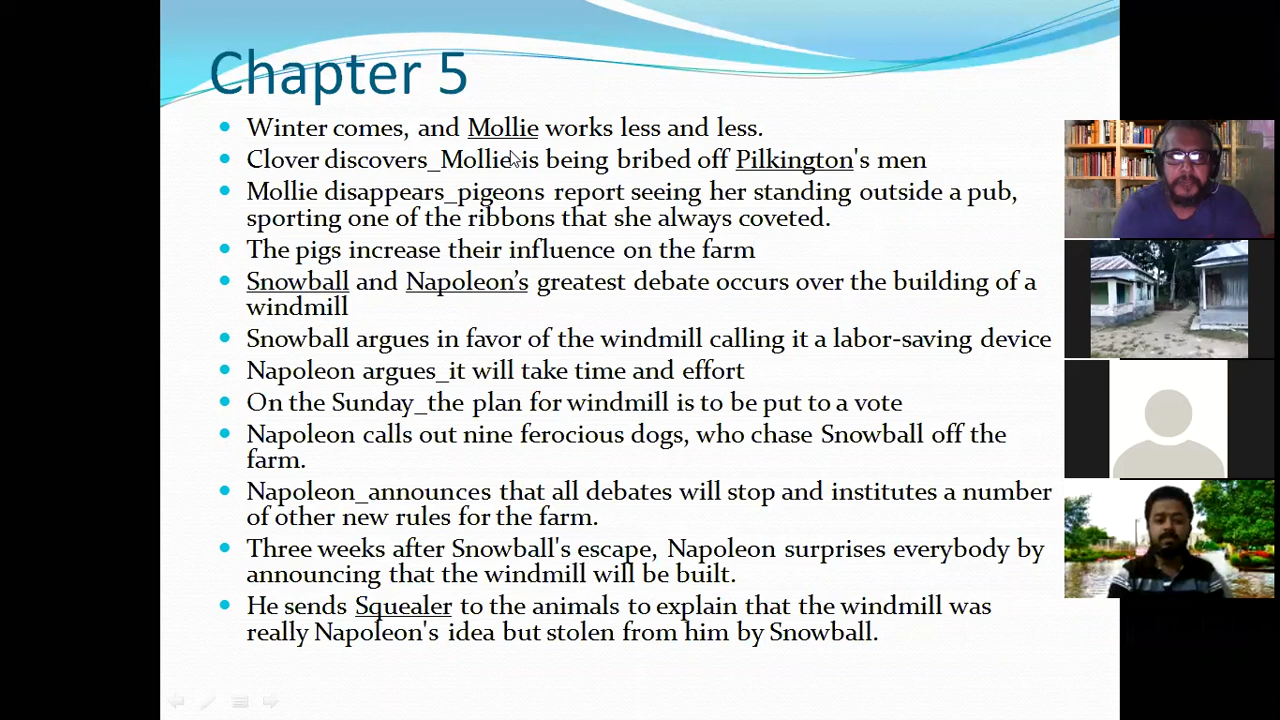 Chapter 5
Winter comes, and Mollie works less and less.
Clover discovers_Mollie is being bribed off Pilkington's men
Mollie disappears_pigeons report seeing her standing outside a pub,
sporting one of the ribbons that she always coveted.
The pigs increase their influence on the farm
Snowball and Napoleon’s greatest debate occurs over the building of a
windmill
Snowball argues in favor of the windmill calling it a labor-saving device
Napoleon argues_it will take time and effort
On the Sunday_the plan for windmill is to be put to a vote
Napoleon calls out nine ferocious dogs, who chase Snowball off the
farm.
Napoleon_announces that all debates will stop and institutes a number
of other new rules for the farm.
Three weeks after Snowball's escape, Napoleon surprises everybody by
announcing that the windmill will be built.
He sends Squealer to the animals to explain that the windmill was
really Napoleon's idea but stolen from him by Snowball.